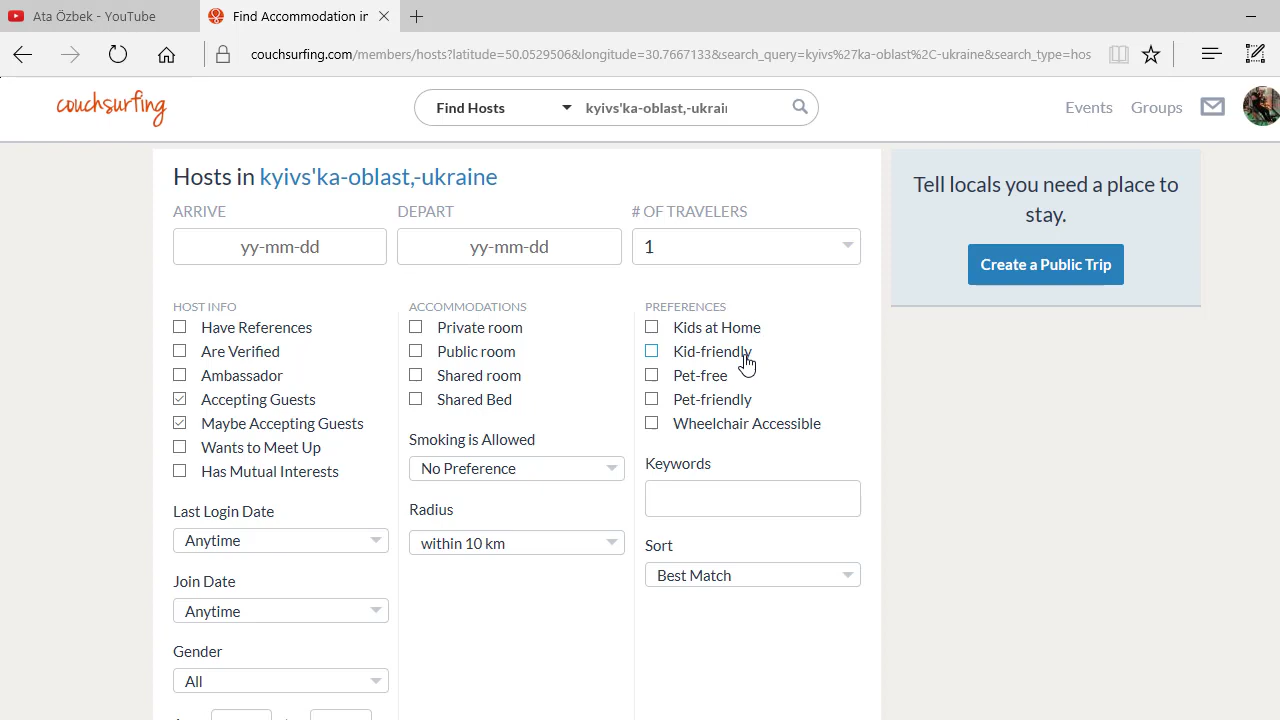 Ata Özbek - YouTube
Find Accommodation in
couchsurfing.com/members/hosts?latitude=50.0529506&longitude=30.7667133&search_query=kyivs%27ka-oblast%2C-ukraine&search_type=hos
couchsurfing
Find Hosts
kyivs'ka-oblast,-ukrain
Events
Groups
Hosts in kyivs'ka-oblast,-ukraine
ARRIVE
DEPART
# OF TRAVELERS
yy-mm-dd
yy-mm-dd
1
HOST INFO
Have References
Are Verified
Ambassador
Accepting Guests
Maybe Accepting Guests
Wants to Meet Up
Has Mutual Interests
Last Login Date
Anytime
Join Date
Anytime
Gender
All
ACCOMMODATIONS
Private room
Public room
Shared room
Shared Bed
Smoking is Allowed
No Preference
Radius
within 10 km
PREFERENCES
Kids at Home
Kid-friendly
Pet-free
Pet-friendly
Wheelchair Accessible
Keywords
Sort
Best Match
Tell locals you need a place to
stay.
Create a Public Trip